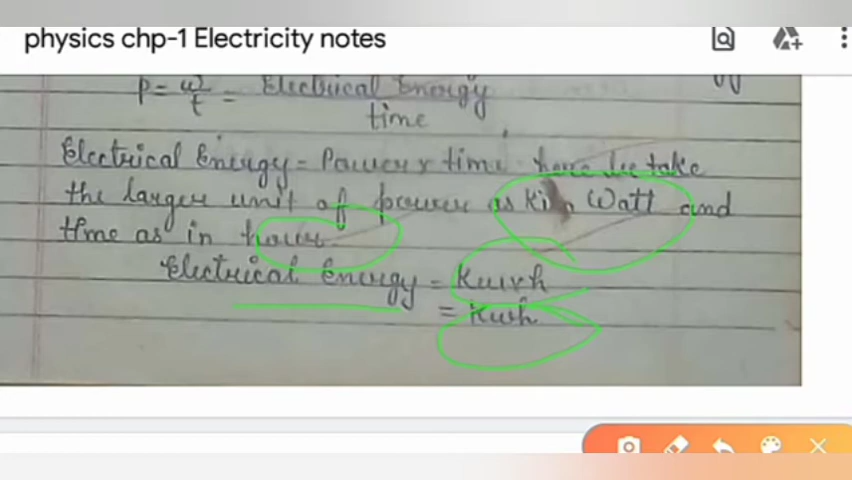 physics chp-1 Electricity notes
P = w/t = Electrical Energy
time
Electrical Energy = Power x time. here we take
the larger unit of power as Kilo Watt and
time as in hour
Electrical Energy = Kw x h
= Kwh